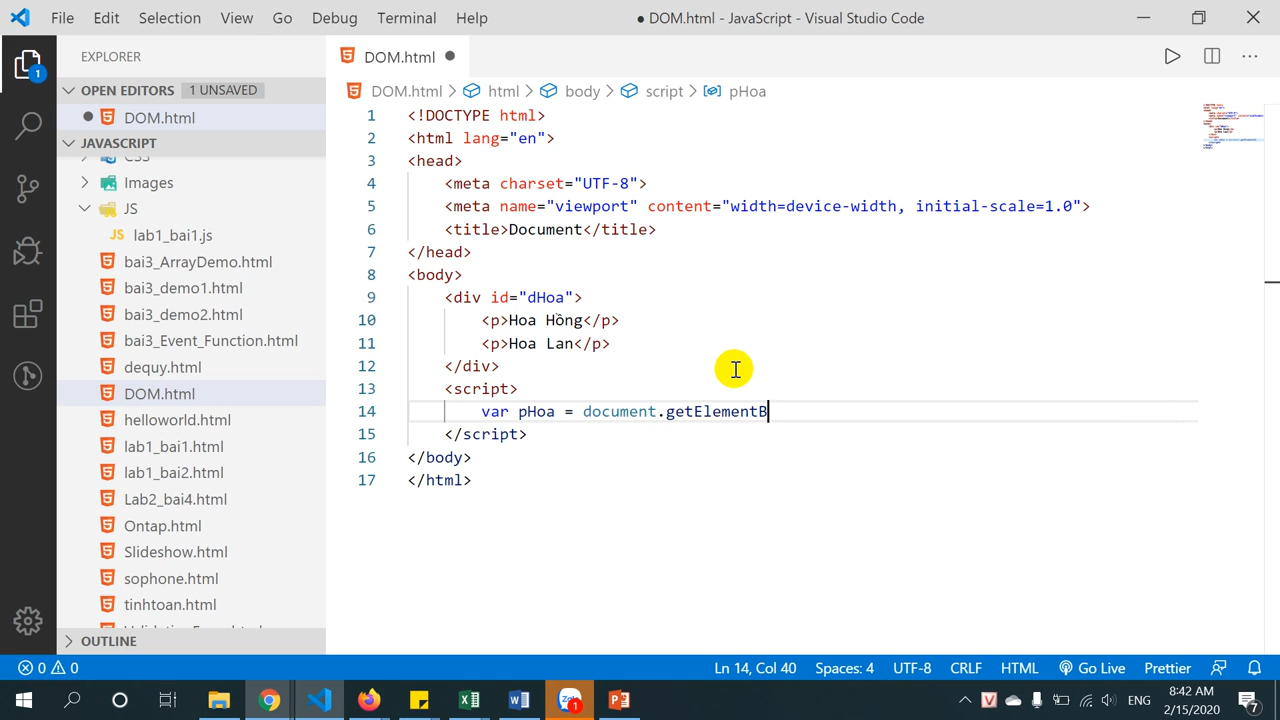 File Edit Selection View Go Debug Terminal Help
● DOM.html - JavaScript - Visual Studio Code
EXPLORER
OPEN EDITORS 1 UNSAVED
DOM.html
JAVASCRIPT
CSS
Images
JS
JS lab1_bai1.js
bai3_ArrayDemo.html
bai3_demo1.html
bai3_demo2.html
bai3_Event_Function.html
dequy.html
DOM.html
helloworld.html
lab1_bai1.html
lab1_bai2.html
Lab2_bai4.html
Ontap.html
Slideshow.html
sophone.html
tinhtoan.html
OUTLINE
1
DOM.html
DOM.html > html > body > script > pHoa
1 <!DOCTYPE html>
2 <html lang="en">
3 <head>
4 <meta charset="UTF-8">
5 <meta name="viewport" content="width=device-width, initial-scale=1.0">
6 <title>Document</title>
7 </head>
8 <body>
9 <div id="dHoa">
10 <p>Hoa Hồng</p>
11 <p>Hoa Lan</p>
12 </div>
13 <script>
14 var pHoa = document.getElementB
15 </script>
16 </body>
17 </html>
0 0 Ln 14, Col 40 Spaces: 4 UTF-8 CRLF HTML Go Live Prettier
1 ENG 8:42 AM
2/15/2020 7